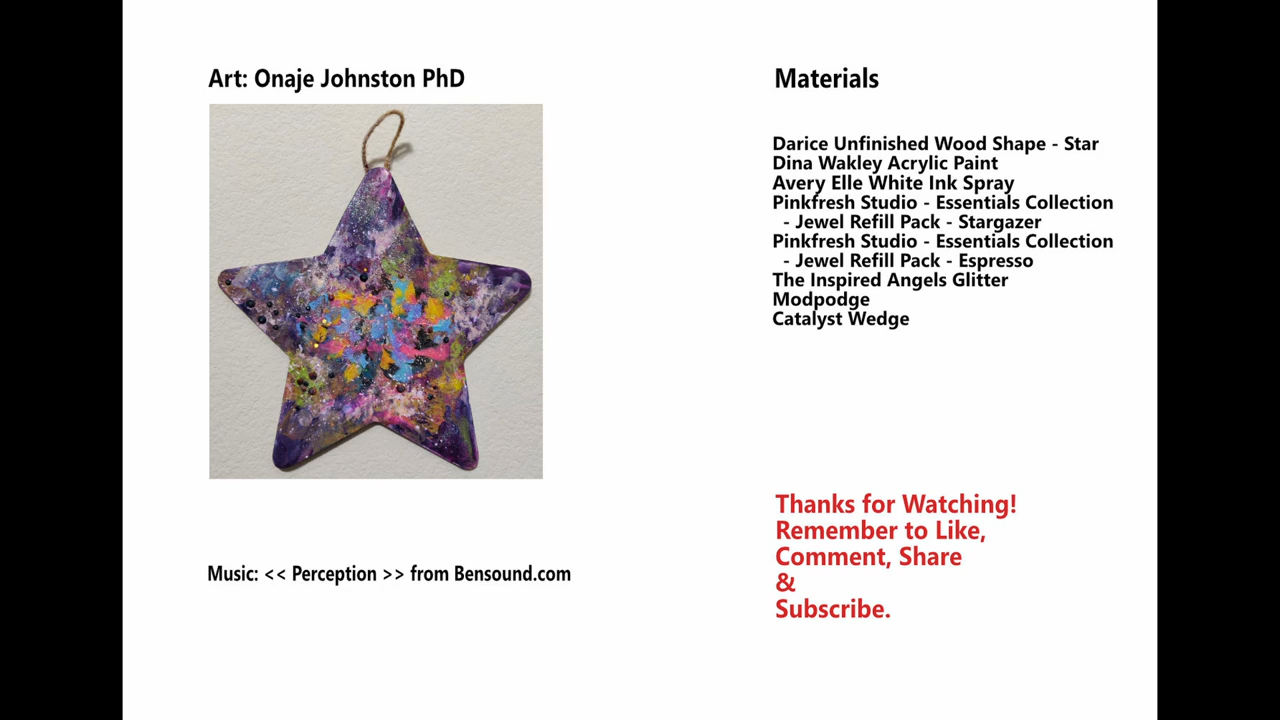 Art: Onaje Johnston PhD
Materials
Darice Unfinished Wood Shape - Star
Dina Wakley Acrylic Paint
Avery Elle White Ink Spray
Pinkfresh Studio - Essentials Collection
- Jewel Refill Pack - Stargazer
Pinkfresh Studio - Essentials Collection
- Jewel Refill Pack - Espresso
The Inspired Angels Glitter
Modpodge
Catalyst Wedge
Thanks for Watching!
Remember to Like,
Comment, Share
&
Subscribe.
Music: << Perception >> from Bensound.com